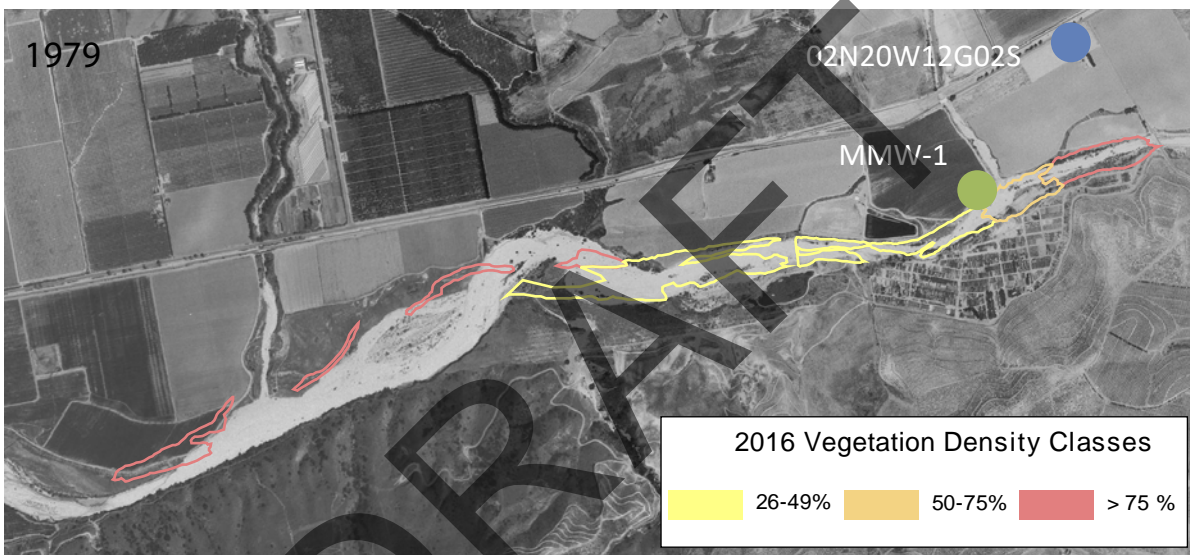 1979
02N20W12G02S
MMW-1
DRAFT
2016 Vegetation Density Classes
26-49%
50-75%
> 75 %